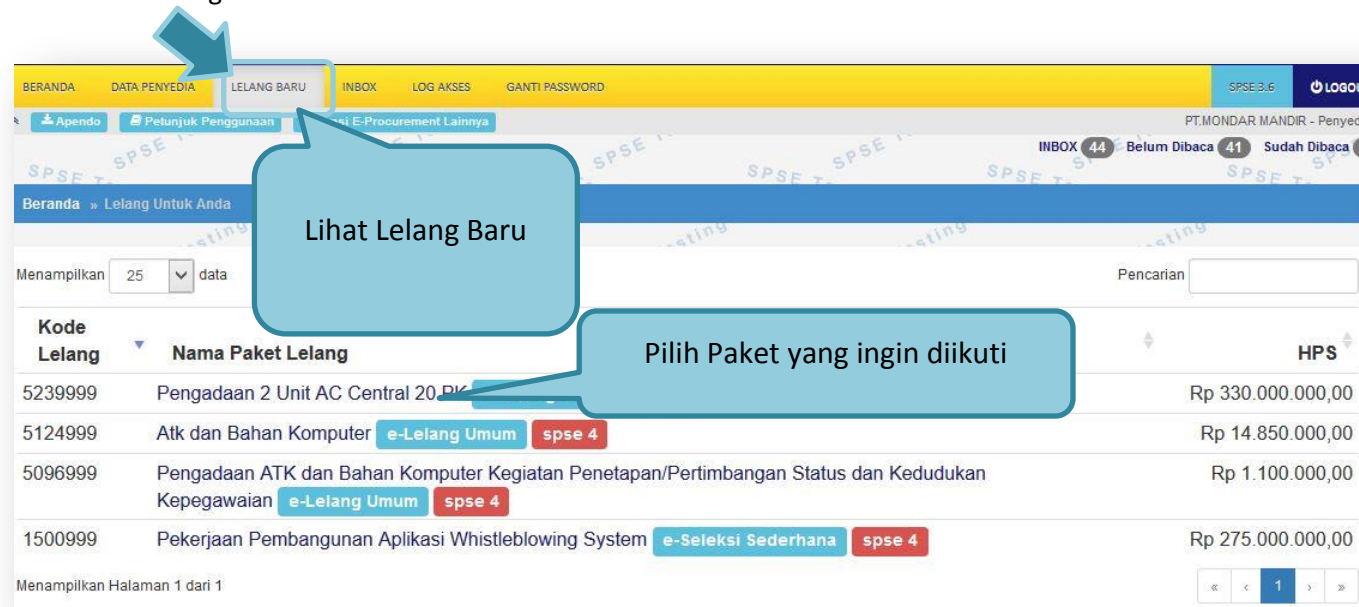 BERANDA DATA PENYEDIA LELANG BARU INBOX LOG AKSES GANTI PASSWORD SPSE 3.6
Apendo Petunjuk Penggunaan E-Procurement Lainnya PT.MONDAR MANDIR -
INBOX 44 Belum Dibaca 41 Sudah Dibaca
Beranda » Lelang Untuk Anda
Lihat Lelang Baru
Menampilkan 25 data Pencarian
Kode Lelang Nama Paket Lelang HPS
Pilih Paket yang ingin diikuti
5239999 Pengadaan 2 Unit AC Central 20 PK Rp 330.000.000,00
5124999 Atk dan Bahan Komputer e-Lelang Umum spse 4 Rp 14.850.000,00
5096999 Pengadaan ATK dan Bahan Komputer Kegiatan Penetapan/Pertimbangan Status dan Kedudukan Rp 1.100.000,00
Kepegawaian e-Lelang Umum spse 4
1500999 Pekerjaan Pembangunan Aplikasi Whistleblowing System e-Seleksi Sederhana spse 4 Rp 275.000.000,00
Menampilkan Halaman 1 dari 1 « ‹ 1 › »